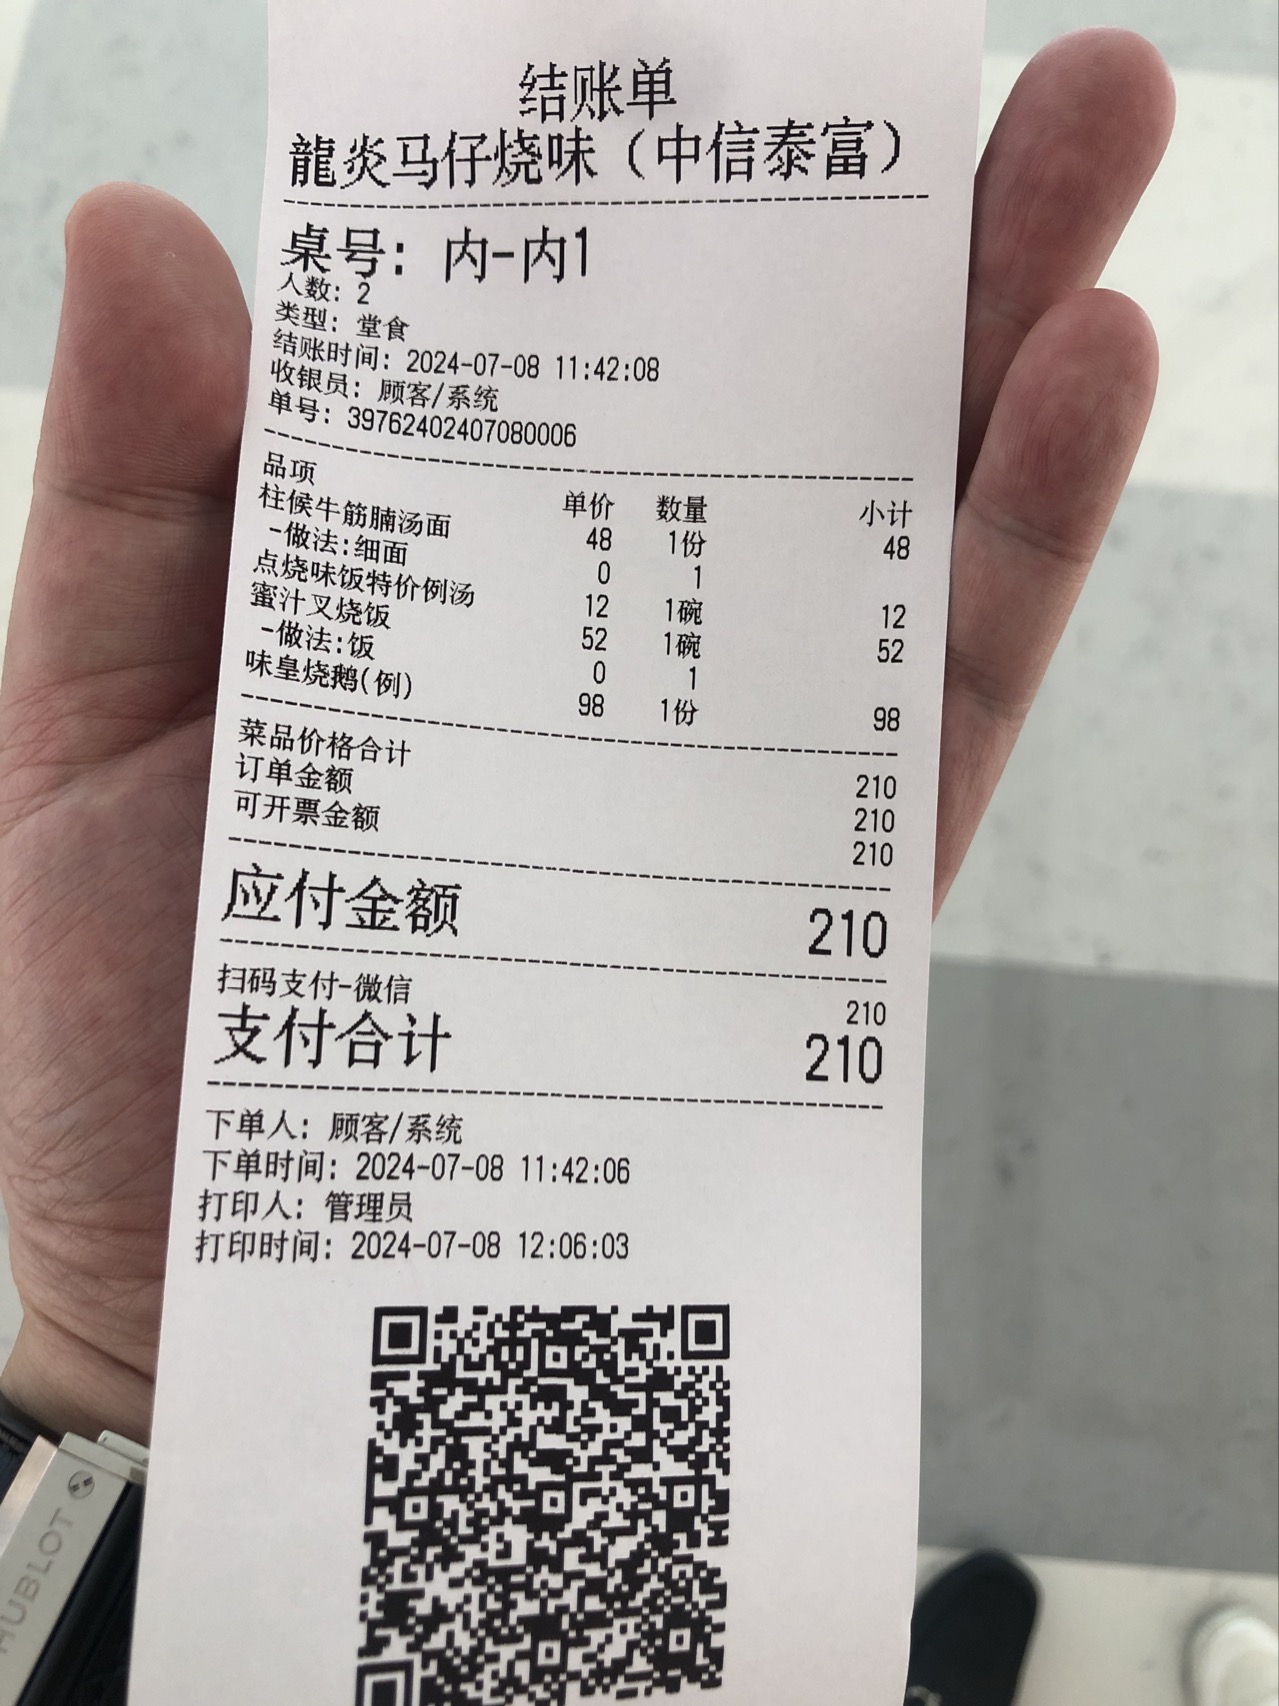 结账单
龍炎马仔烧味（中信泰富）
桌号: 内-内1
人数: 2
类型: 堂食
结账时间: 2024-07-08 11:42:08
收银员: 顾客/系统
单号: 39762402407080006
品项 单价 数量 小计
柱候牛筋腩汤面 48 1份 48
-做法:细面 0 1
点烧味饭特价例汤 12 1碗 12
蜜汁叉烧饭 52 1碗 52
-做法:饭 0 1
味皇烧鹅(例) 98 1份 98
菜品价格合计 210
订单金额 210
可开票金额 210
应付金额 210
扫码支付-微信 210
支付合计 210
下单人: 顾客/系统
下单时间: 2024-07-08 11:42:06
打印人: 管理员
打印时间: 2024-07-08 12:06:03
HUBLOT